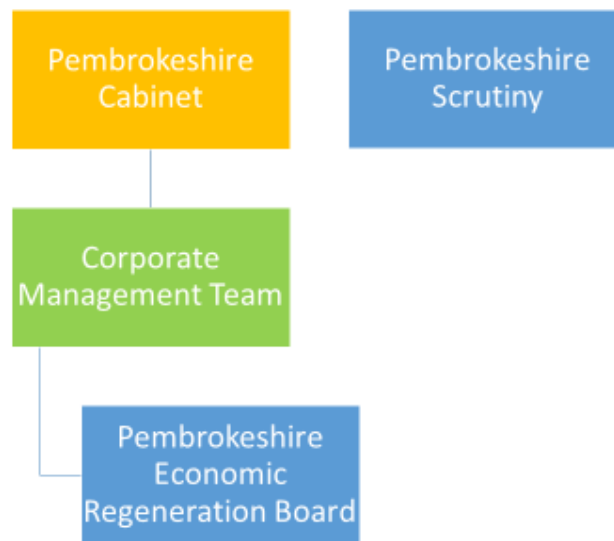 Pembrokeshire
Cabinet
Pembrokeshire
Scrutiny
Corporate
Management Team
Pembrokeshire
Economic
Regeneration Board